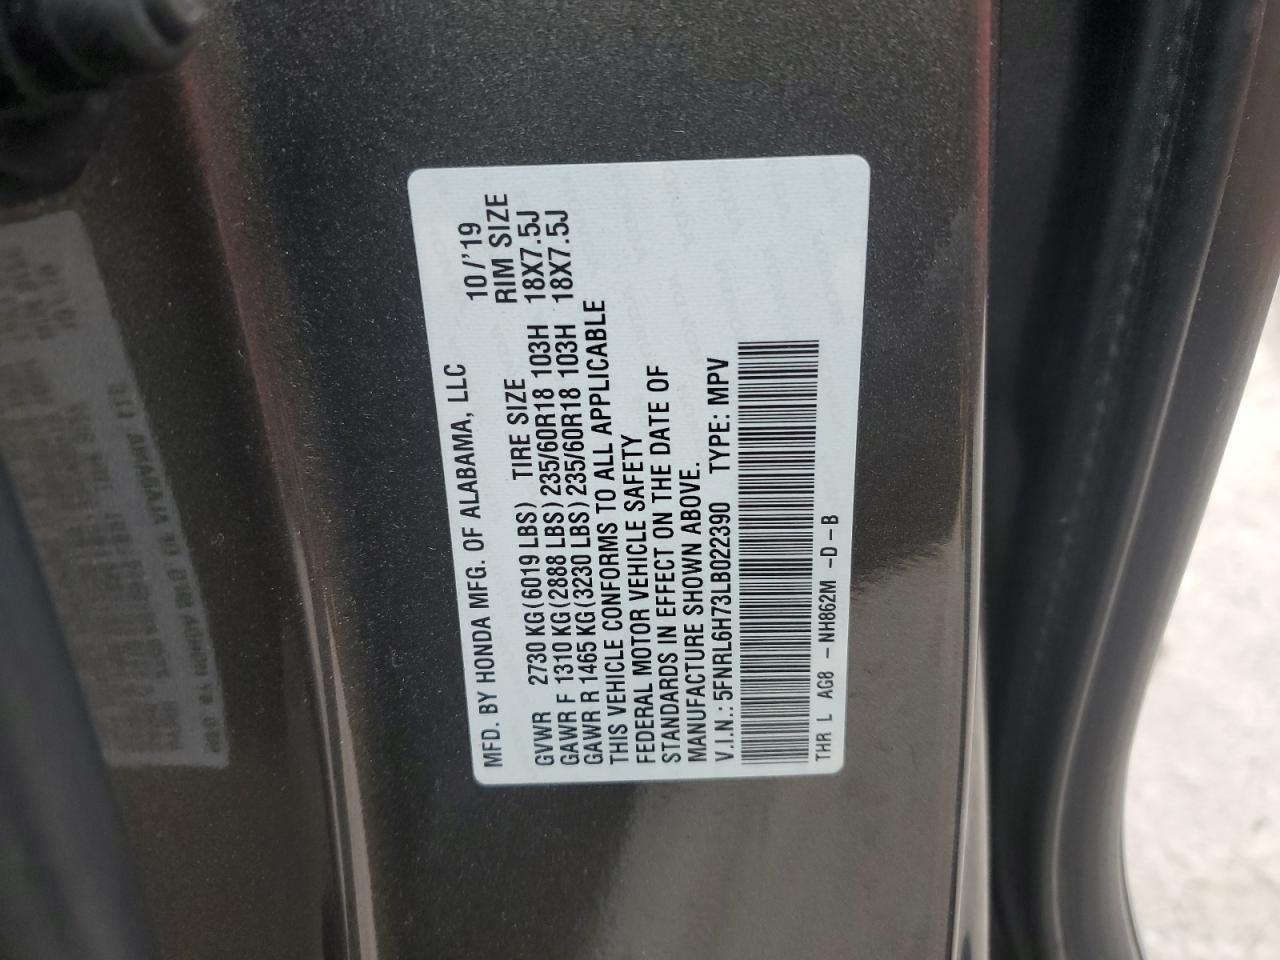 MFD. BY HONDA MFG. OF ALABAMA, LLC 10/'19
GVWR 2730 KG(6019 LBS) TIRE SIZE RIM SIZE
GAWR F 1310 KG(2888 LBS) 235/60R18 103H 18X7.5J
GAWR R 1465 KG(3230 LBS) 235/60R18 103H 18X7.5J
THIS VEHICLE CONFORMS TO ALL APPLICABLE
FEDERAL MOTOR VEHICLE SAFETY
STANDARDS IN EFFECT ON THE DATE OF
MANUFACTURE SHOWN ABOVE.
V.I.N.: 5FNRL6H73LB022390 TYPE: MPV
THR L AG8 -NH862M -D-B